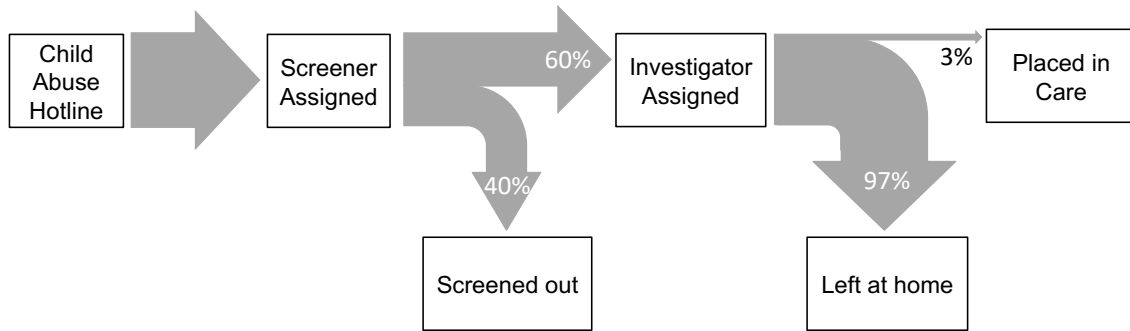 Child
Abuse
Hotline
Screener
Assigned
60%
40%
Screened out
Investigator
Assigned
3%
97%
Placed in
Care
Left at home